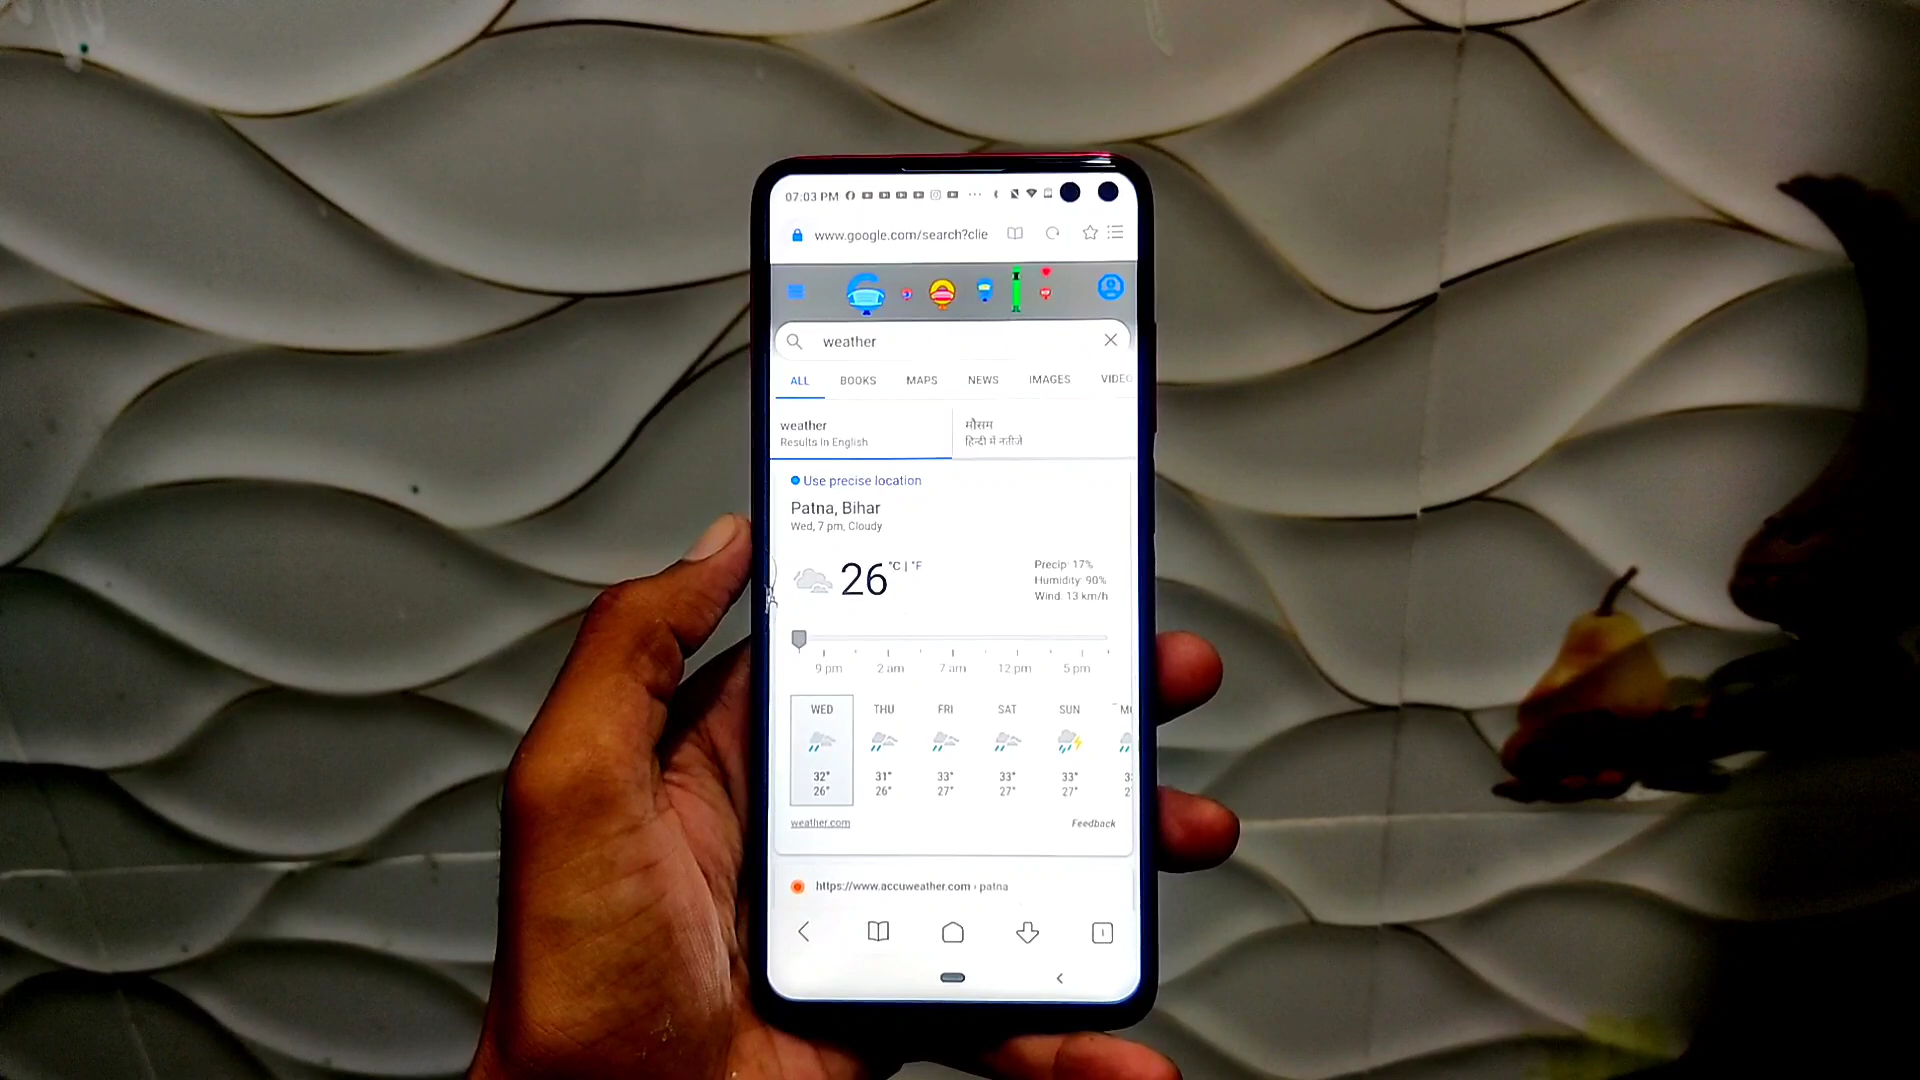 07:03 PM
www.google.com/search?clie
weather
ALL BOOKS MAPS NEWS IMAGES VIDEO
weather
Results in English
मौसम
हिन्दी में नतीजे
Use precise location
Patna, Bihar
Wed, 7 pm, Cloudy
26 °C | °F
Precip: 17%
Humidity: 90%
Wind: 13 km/h
9 pm 2 am 7 am 12 pm 5 pm
WED THU FRI SAT SUN
32° 31° 33° 33° 33°
26° 26° 27° 27° 27°
weather.com Feedback
https://www.accuweather.com › patna